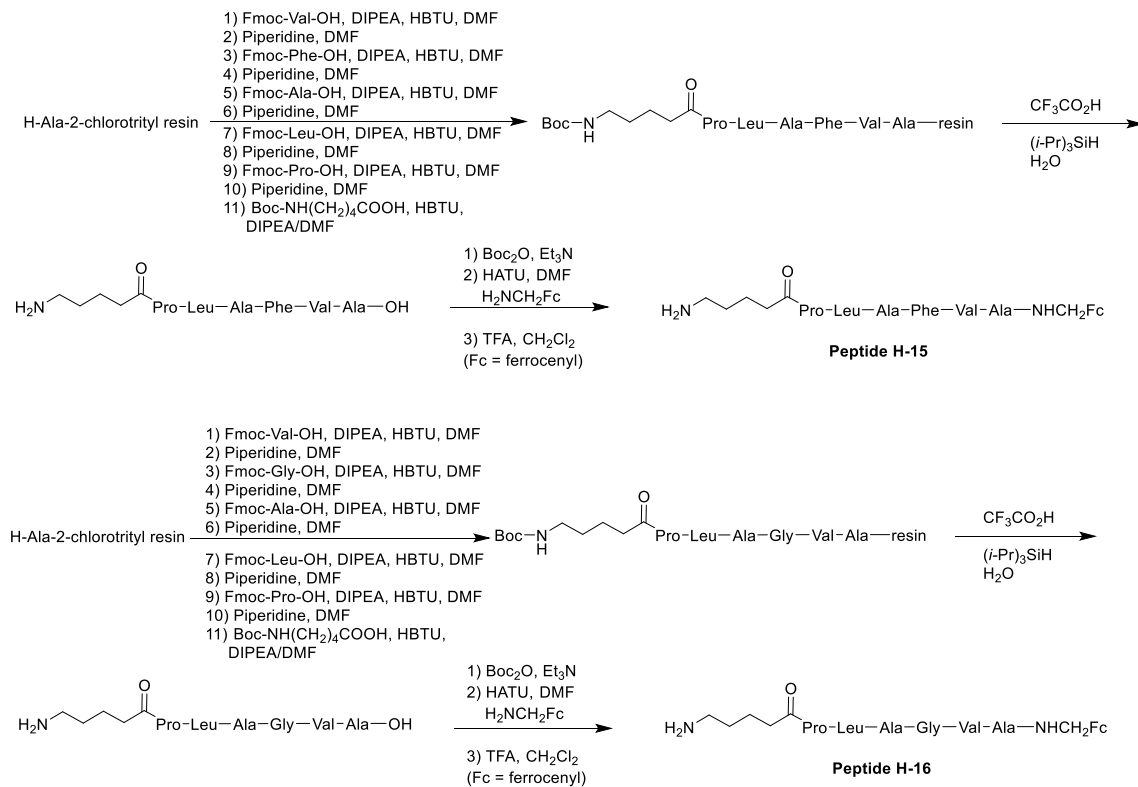 1) Fmoc-Val-OH, DIPEA, HBTU, DMF
2) Piperidine, DMF
3) Fmoc-Phe-OH, DIPEA, HBTU, DMF
4) Piperidine, DMF
5) Fmoc-Ala-OH, DIPEA, HBTU, DMF
6) Piperidine, DMF
H-Ala-2-chlorotrityl resin
7) Fmoc-Leu-OH, DIPEA, HBTU, DMF
8) Piperidine, DMF
9) Fmoc-Pro-OH, DIPEA, HBTU, DMF
10) Piperidine, DMF
11) Boc-NH(CH2)4COOH, HBTU,
DIPEA/DMF
O
Boc-N
H
Pro-Leu-Ala-Phe-Val-Ala-resin
CF3CO2H
(i-Pr)3SiH
H2O
O
H2N
Pro-Leu-Ala-Phe-Val-Ala-OH
1) Boc2O, Et3N
2) HATU, DMF
H2NCH2Fc
3) TFA, CH2Cl2
(Fc = ferrocenyl)
O
H2N
Pro-Leu-Ala-Phe-Val-Ala-NHCH2Fc
Peptide H-15
1) Fmoc-Val-OH, DIPEA, HBTU, DMF
2) Piperidine, DMF
3) Fmoc-Gly-OH, DIPEA, HBTU, DMF
4) Piperidine, DMF
5) Fmoc-Ala-OH, DIPEA, HBTU, DMF
6) Piperidine, DMF
H-Ala-2-chlorotrityl resin
7) Fmoc-Leu-OH, DIPEA, HBTU, DMF
8) Piperidine, DMF
9) Fmoc-Pro-OH, DIPEA, HBTU, DMF
10) Piperidine, DMF
11) Boc-NH(CH2)4COOH, HBTU,
DIPEA/DMF
O
Boc-N
H
Pro-Leu-Ala-Gly-Val-Ala-resin
CF3CO2H
(i-Pr)3SiH
H2O
O
H2N
Pro-Leu-Ala-Gly-Val-Ala-OH
1) Boc2O, Et3N
2) HATU, DMF
H2NCH2Fc
3) TFA, CH2Cl2
(Fc = ferrocenyl)
O
H2N
Pro-Leu-Ala-Gly-Val-Ala-NHCH2Fc
Peptide H-16